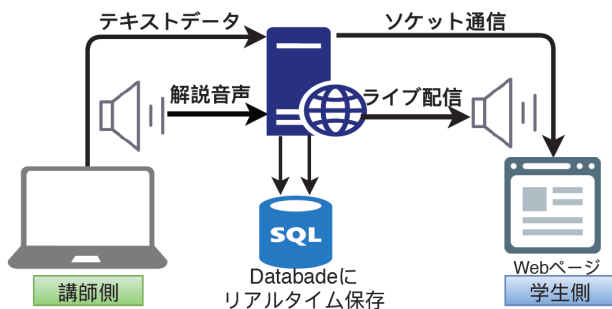 テキストデータ
ソケット通信
解説音声
ライブ配信
SQL
Databadeに
リアルタイム保存
Webページ
講師側
学生側